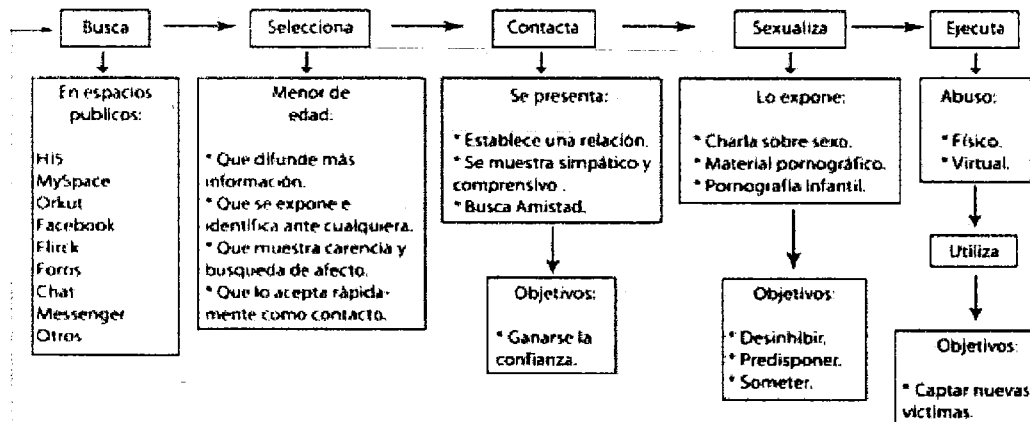 Busca
Selecciona
Contacta
Sexualiza
Ejecuta
En espacios
publicos:
HI5
MySpace
Orkut
Facebook
Flirck
Foros
Chat
Messenger
Otros
Menor de
edad:
* Que difunde más
información.
* Que se expone e
identifica ante cualquiera.
* Que muestra carencia y
busqueda de afecto.
* Que lo acepta ràpida-
mente como contacto.
Se presenta:
* Establece una relación.
* Se muestra simpático y
comprensivo .
* Busca Amistad.
Objetivos:
* Ganarse la
confianza.
Lo expone:
* Charla sobre sexo.
* Material pornográfico.
* Pornografía Infantil.
Objetivos:
* Desinhibir.
* Predisponer.
* Someter.
Abuso:
* Físico.
* Virtual.
Utiliza
Objetivos:
* Captar nuevas
víctimas.